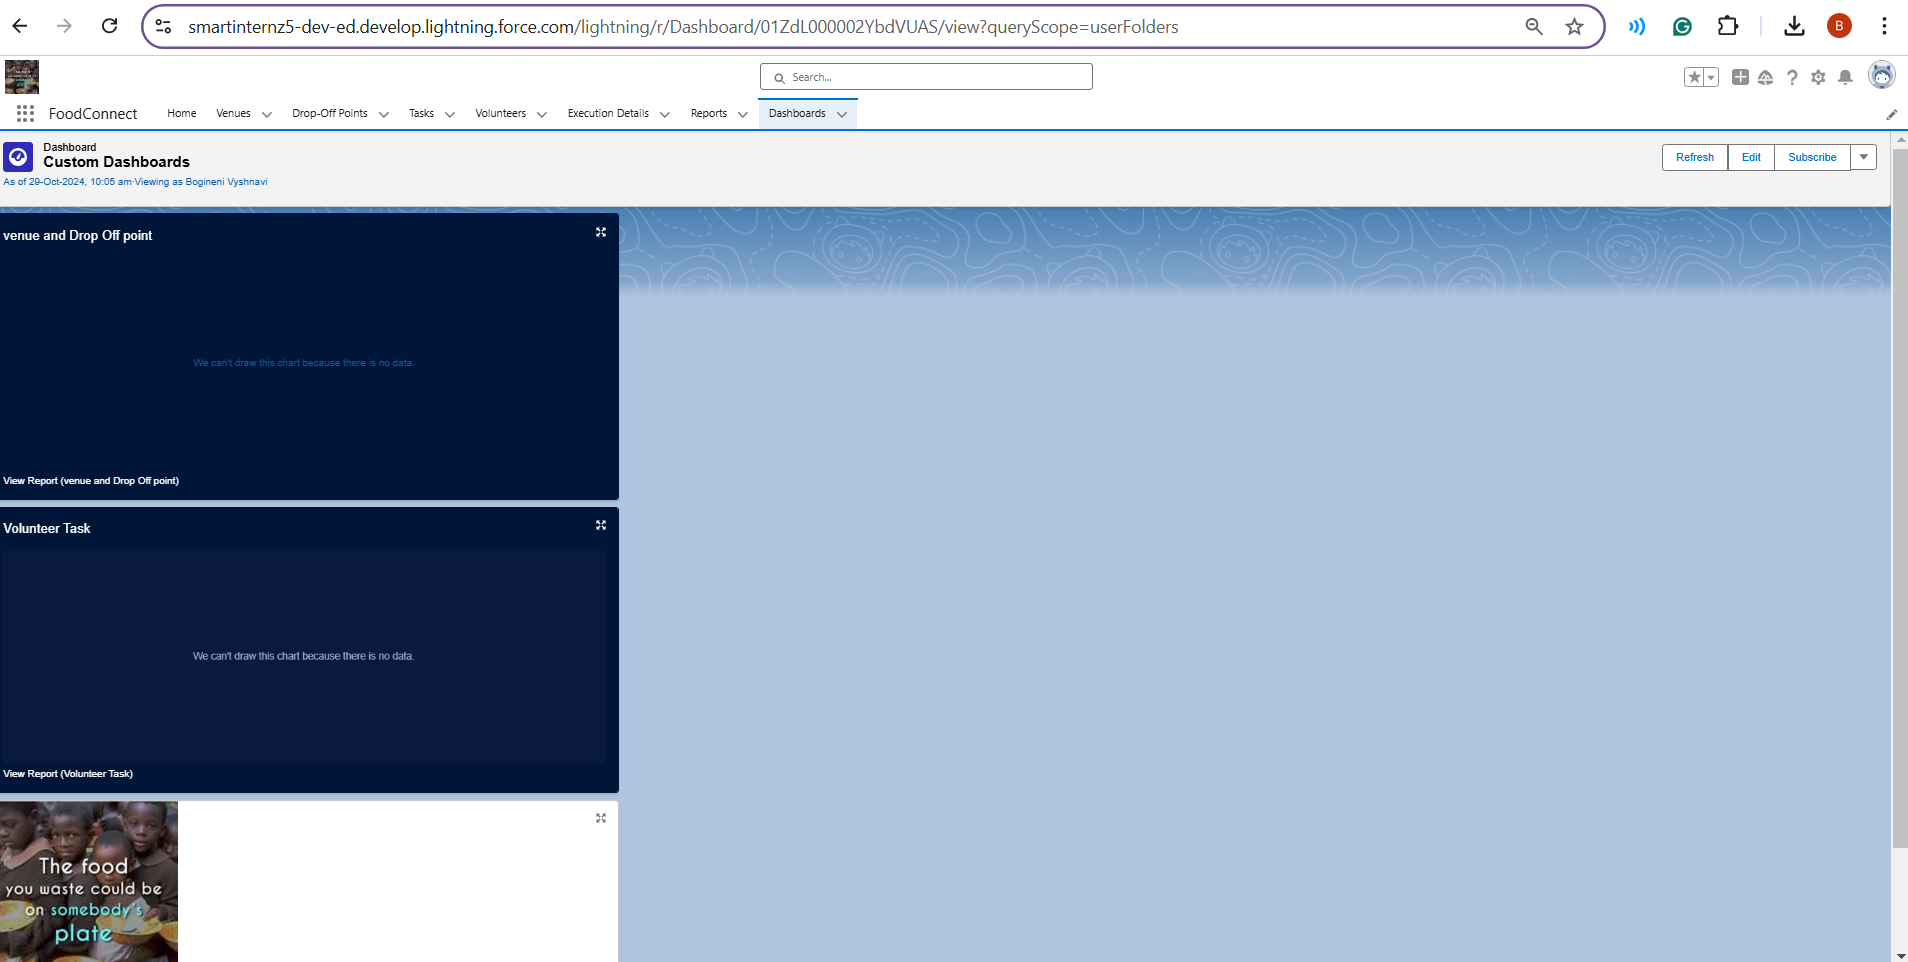 smartinternz5-dev-ed.develop.lightning.force.com/lightning/r/Dashboard/01ZdL000002YbdVUAS/view?queryScope=userFolders
B
Search...
FoodConnect Home Venues Drop-Off Points Tasks Volunteers Execution Details Reports Dashboards
Dashboard
Custom Dashboards
As of 29-Oct-2024, 10:05 am·Viewing as Bogineni Vyshnavi
Refresh Edit Subscribe
venue and Drop Off point
We can't draw this chart because there is no data.
View Report (venue and Drop Off point)
Volunteer Task
We can't draw this chart because there is no data.
View Report (Volunteer Task)
The food
you waste could be
on somebody's
plate